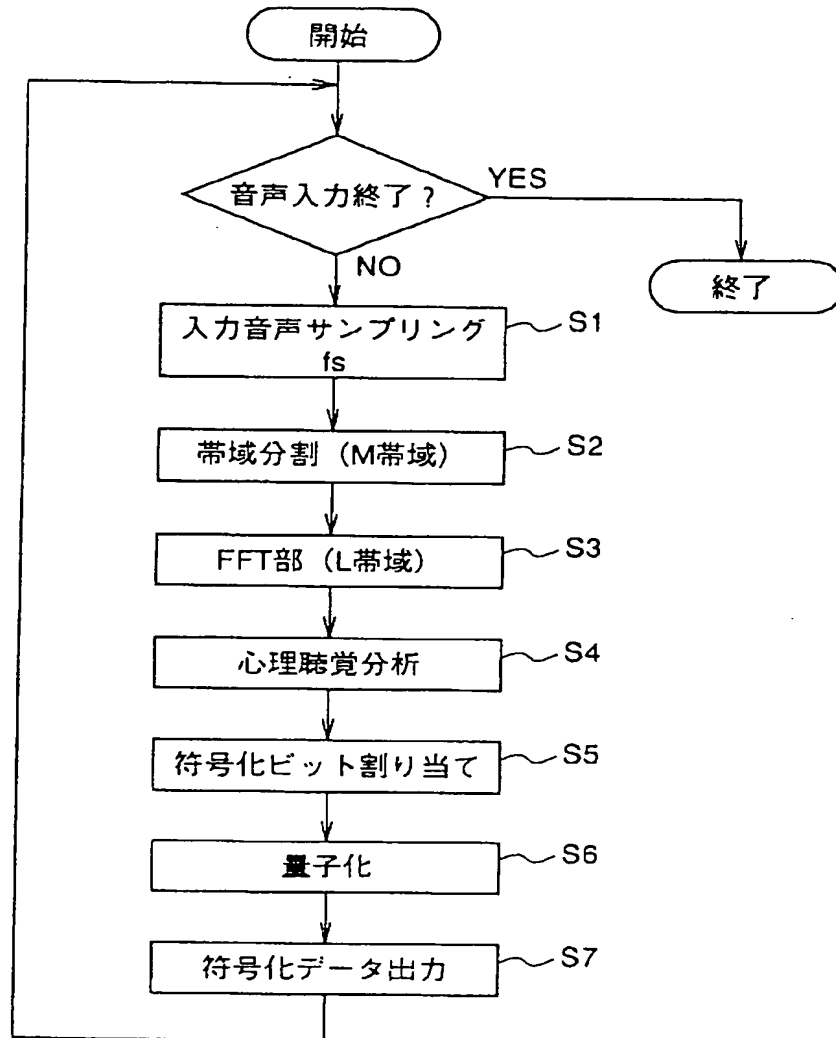 開始
音声入力終了?
YES
NO
終了
入力音声サンプリング
fs
S1
帯域分割(M帯域)
S2
FFT部(L帯域)
S3
心理聴覚分析
S4
符号化ビット割り当て
S5
量子化
S6
符号化データ出力
S7